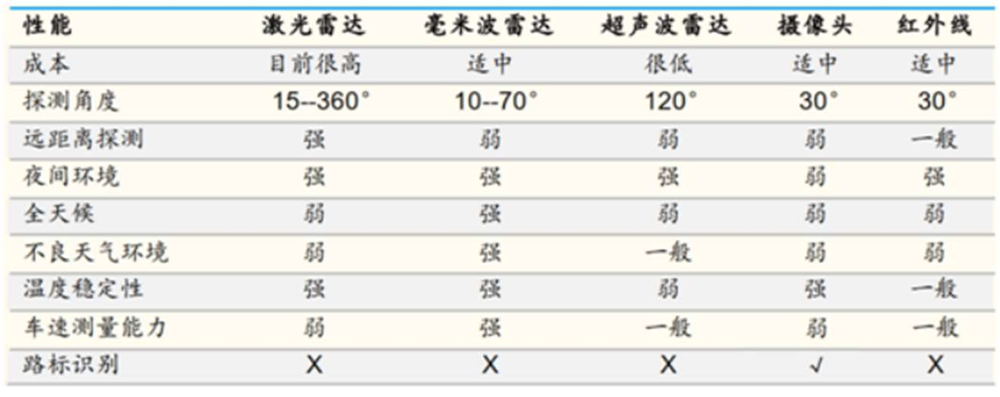 性能 激光雷达 毫米波雷达 超声波雷达 摄像头 红外线
成本 目前很高 适中 很低 适中 适中
探测角度 15--360° 10--70° 120° 30° 30°
远距离探测 强 弱 弱 弱 一般
夜间环境 强 强 强 弱 强
全天候 弱 强 弱 弱 弱
不良天气环境 弱 强 一般 弱 弱
温度稳定性 强 强 弱 强 一般
车速测量能力 弱 强 一般 弱 一般
路标识别 X X X √ X